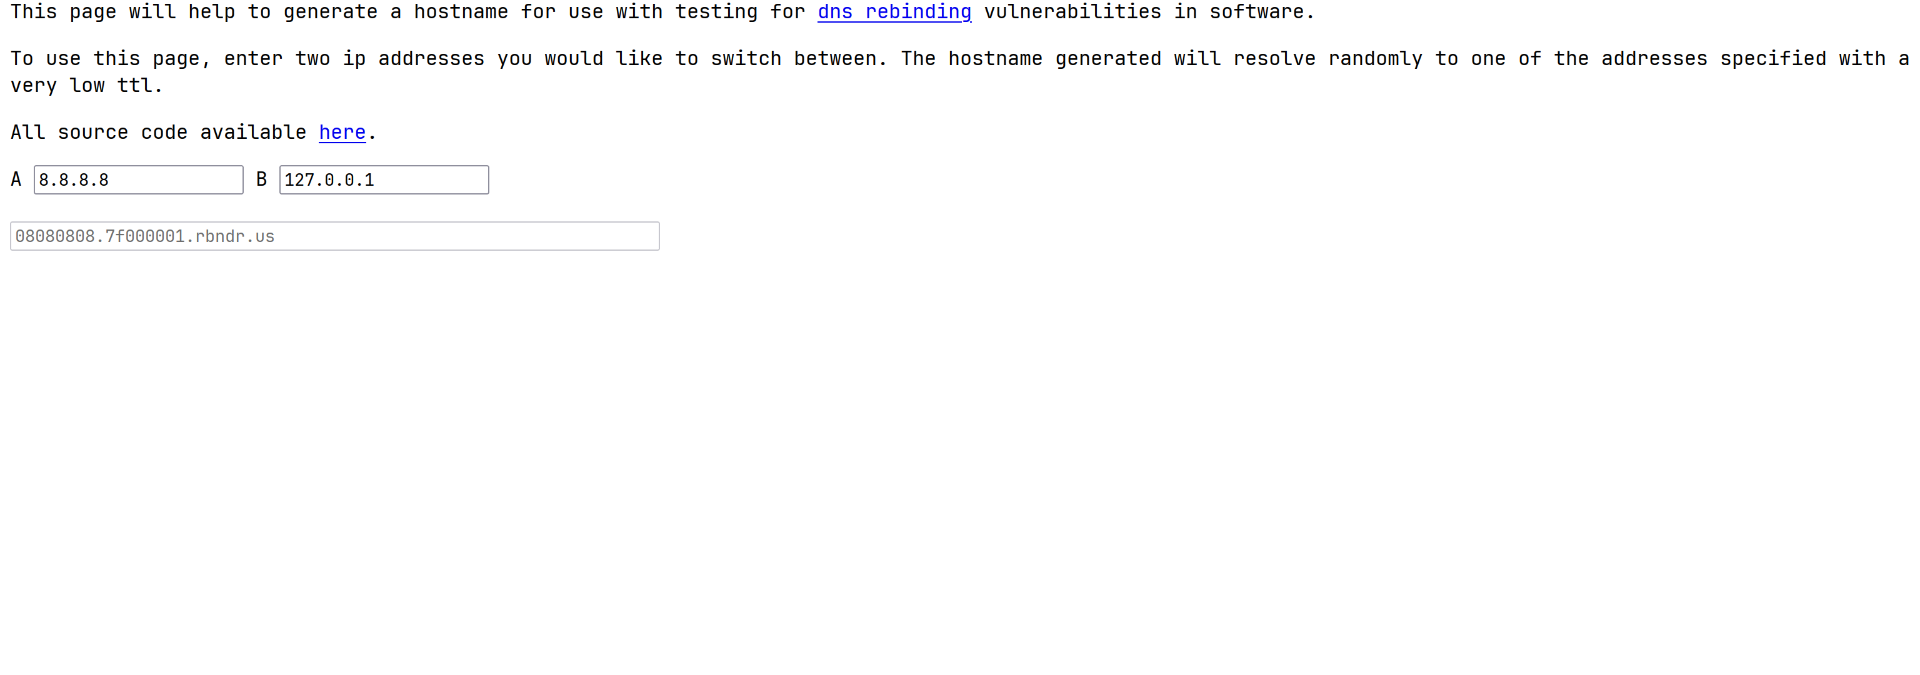 This page will help to generate a hostname for use with testing for dns rebinding vulnerabilities in software.
To use this page, enter two ip addresses you would like to switch between. The hostname generated will resolve randomly to one of the addresses specified with a
very low ttl.
All source code available here.
A 8.8.8.8 B 127.0.0.1
08080808.7f000001.rbndr.us